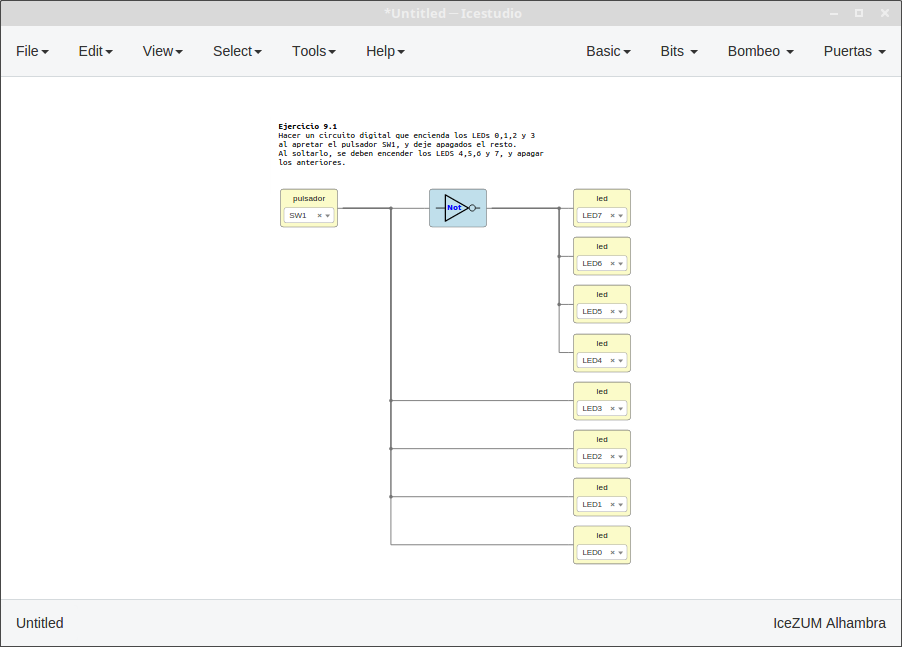 *Untitled – Icestudio
File Edit View Select Tools Help Basic Bits Bombeo Puertas
Ejercicio 9.1
Hacer un circuito digital que encienda los LEDs 0,1,2 y 3
al apretar el pulsador SW1, y deje apagados el resto.
Al soltarlo, se deben encender los LEDS 4,5,6 y 7, y apagar
los anteriores.
pulsador
SW1
Not
led
LED7
led
LED6
led
LED5
led
LED4
led
LED3
led
LED2
led
LED1
led
LED0
Untitled IceZUM Alhambra